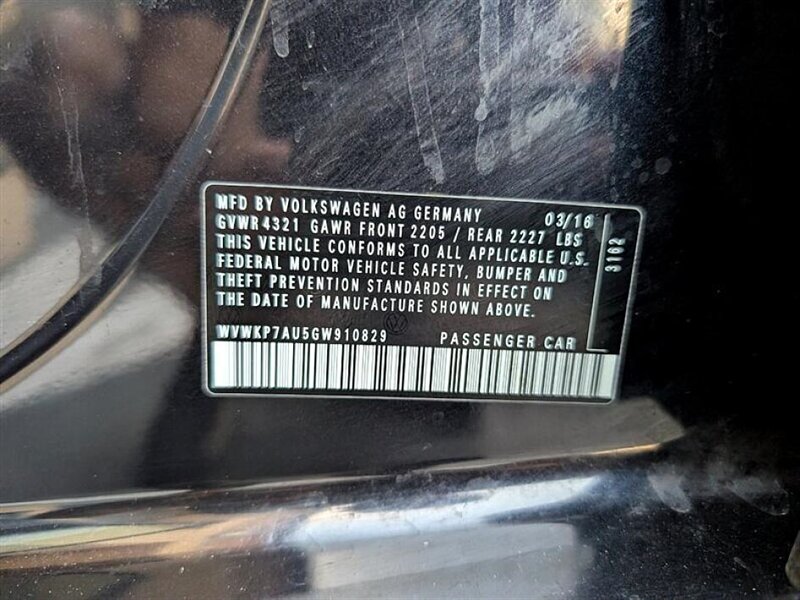 MFD BY VOLKSWAGEN AG GERMANY 03/16
GVWR 4321 GAWR FRONT 2205 / REAR 2227 LBS
THIS VEHICLE CONFORMS TO ALL APPLICABLE U.S.
FEDERAL MOTOR VEHICLE SAFETY, BUMPER AND
THEFT PREVENTION STANDARDS IN EFFECT ON
THE DATE OF MANUFACTURE SHOWN ABOVE.
WVWKP7AU5GW910829 PASSENGER CAR
3162